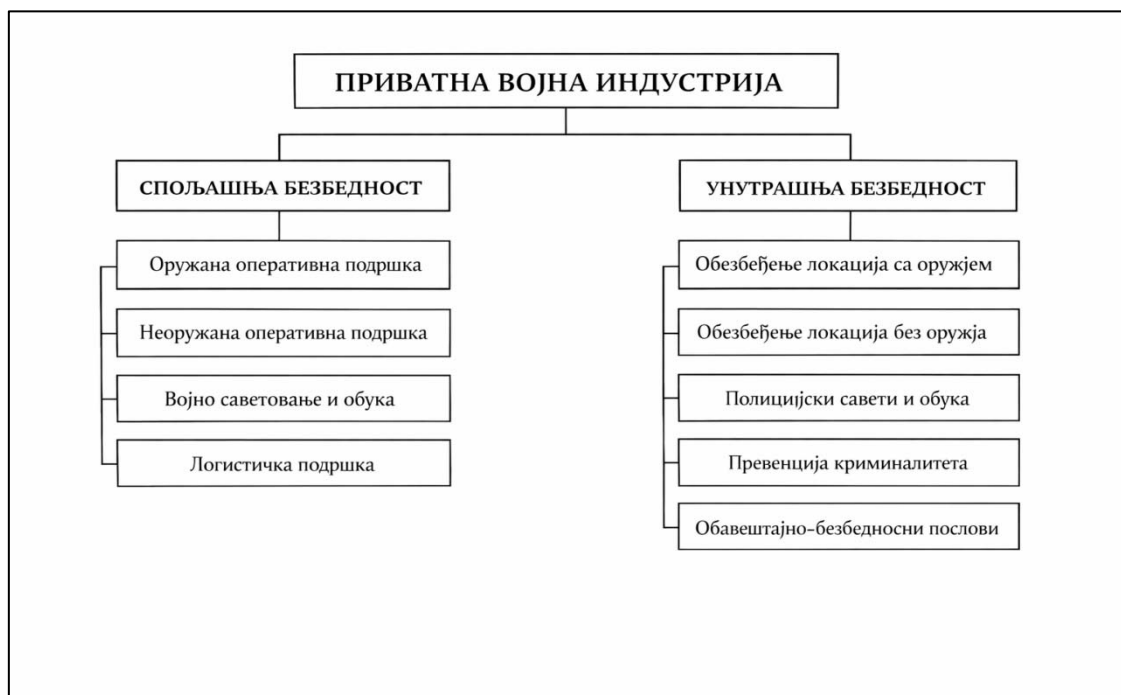 ПРИВАТНА ВОЈНА ИНДУСТРИЈА
СПОЉАШЊА БЕЗБЕДНОСТ
Оружана оперативна подршка
Неоружана оперативна подршка
Војно саветовање и обука
Логистичка подршка
УНУТРАШЊА БЕЗБЕДНОСТ
Обезбеђење локација са оружјем
Обезбеђење локација без оружја
Полицијски савети и обука
Превенција криминалитета
Обавештајно-безбедносни послови